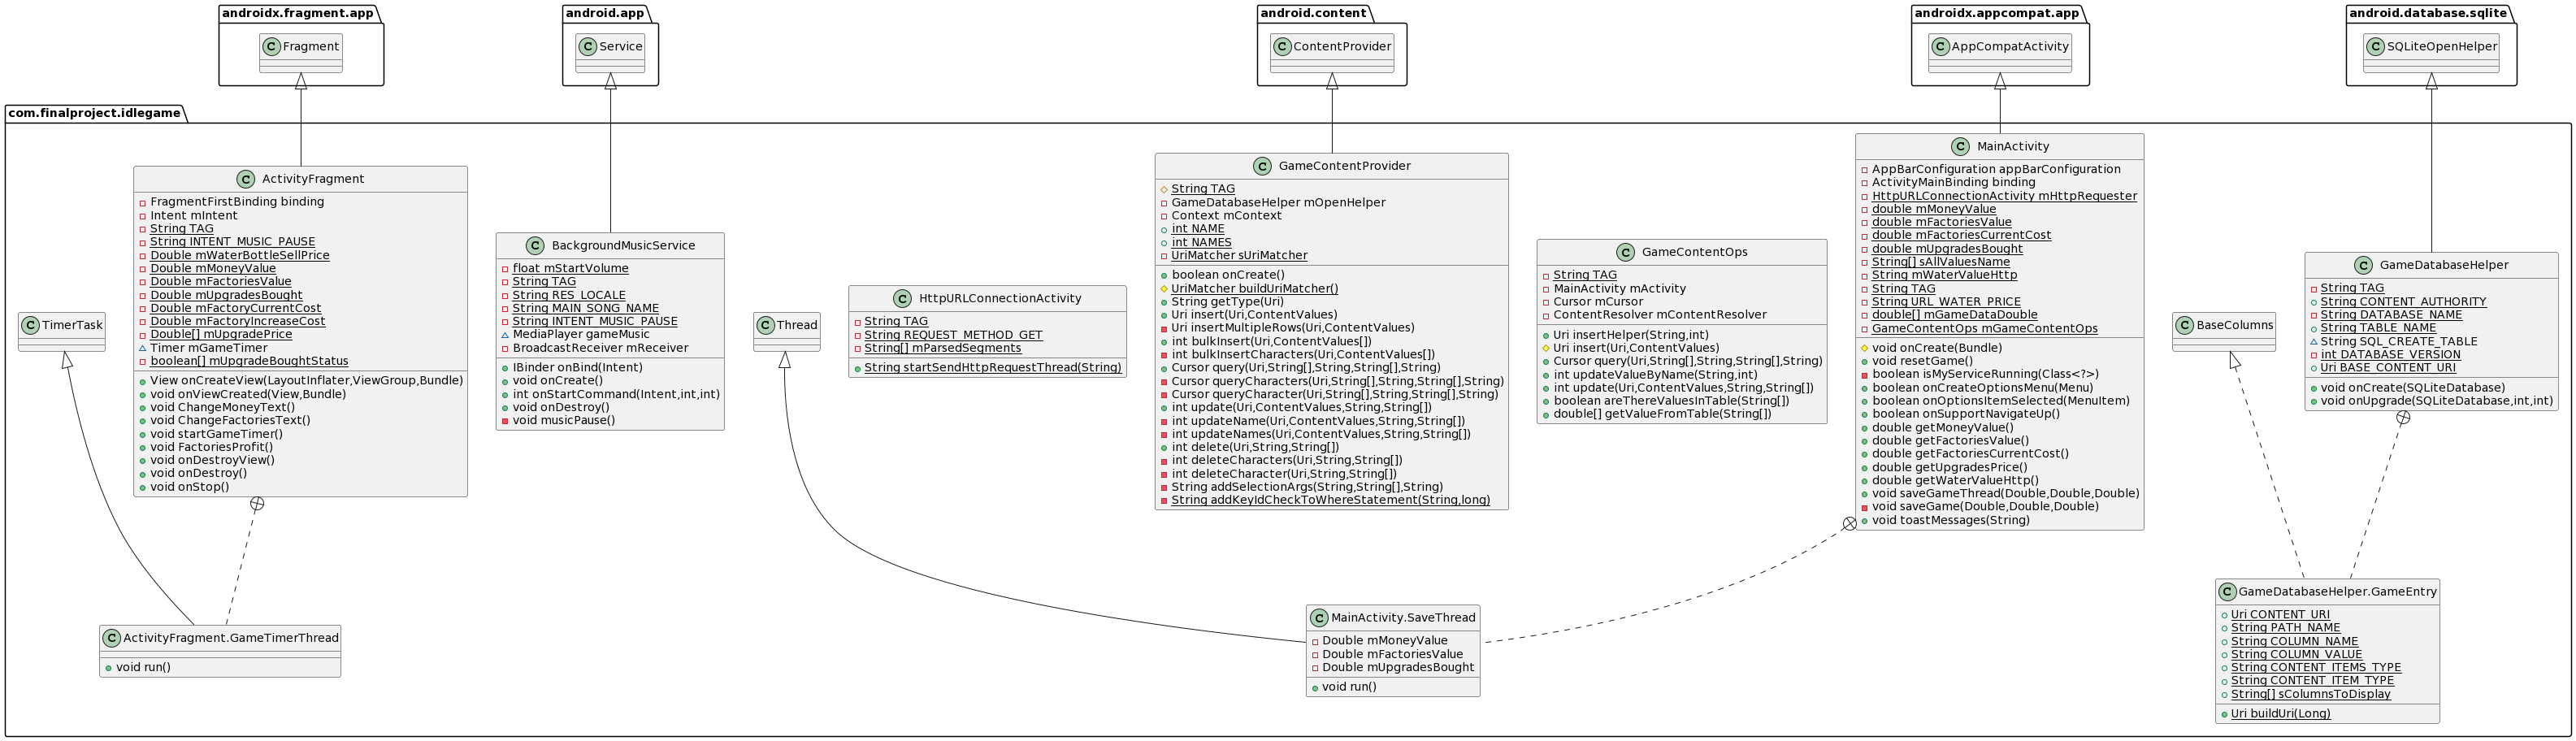 androidx.fragment.app
C Fragment
android.app
C Service
android.content
C ContentProvider
androidx.appcompat.app
C AppCompatActivity
android.database.sqlite
C SQLiteOpenHelper
com.finalproject.idlegame
C TimerTask
C ActivityFragment
FragmentFirstBinding binding
Intent mIntent
String TAG
String INTENT_MUSIC_PAUSE
Double mWaterBottleSellPrice
Double mMoneyValue
Double mFactoriesValue
Double mUpgradesBought
Double mFactoryCurrentCost
Double mFactoryIncreaseCost
Double[] mUpgradePrice
Timer mGameTimer
boolean[] mUpgradeBoughtStatus
View onCreateView(LayoutInflater,ViewGroup,Bundle)
void onViewCreated(View,Bundle)
void ChangeMoneyText()
void ChangeFactoriesText()
void startGameTimer()
void FactoriesProfit()
void onDestroyView()
void onDestroy()
void onStop()
C ActivityFragment.GameTimerThread
void run()
C BackgroundMusicService
float mStartVolume
String TAG
String RES_LOCALE
String MAIN_SONG_NAME
String INTENT_MUSIC_PAUSE
MediaPlayer gameMusic
BroadcastReceiver mReceiver
IBinder onBind(Intent)
void onCreate()
int onStartCommand(Intent,int,int)
void onDestroy()
void musicPause()
C Thread
C HttpURLConnectionActivity
String TAG
String REQUEST_METHOD_GET
String[] mParsedSegments
String startSendHttpRequestThread(String)
C GameContentProvider
String TAG
GameDatabaseHelper mOpenHelper
Context mContext
int NAME
int NAMES
UriMatcher sUriMatcher
boolean onCreate()
UriMatcher buildUriMatcher()
String getType(Uri)
Uri insert(Uri,ContentValues)
Uri insertMultipleRows(Uri,ContentValues)
int bulkInsert(Uri,ContentValues[])
int bulkInsertCharacters(Uri,ContentValues[])
Cursor query(Uri,String[],String,String[],String)
Cursor queryCharacters(Uri,String[],String,String[],String)
Cursor queryCharacter(Uri,String[],String,String[],String)
int update(Uri,ContentValues,String,String[])
int updateName(Uri,ContentValues,String,String[])
int updateNames(Uri,ContentValues,String,String[])
int delete(Uri,String,String[])
int deleteCharacters(Uri,String,String[])
int deleteCharacter(Uri,String,String[])
String addSelectionArgs(String,String[],String)
String addKeyIdCheckToWhereStatement(String,long)
C GameContentOps
String TAG
MainActivity mActivity
Cursor mCursor
ContentResolver mContentResolver
Uri insertHelper(String,int)
Uri insert(Uri,ContentValues)
Cursor query(Uri,String[],String,String[],String)
int updateValueByName(String,int)
int update(Uri,ContentValues,String,String[])
boolean areThereValuesInTable(String[])
double[] getValueFromTable(String[])
C MainActivity
AppBarConfiguration appBarConfiguration
ActivityMainBinding binding
HttpURLConnectionActivity mHttpRequester
double mMoneyValue
double mFactoriesValue
double mFactoriesCurrentCost
double mUpgradesBought
String[] sAllValuesName
String mWaterValueHttp
String TAG
String URL_WATER_PRICE
double[] mGameDataDouble
GameContentOps mGameContentOps
void onCreate(Bundle)
void resetGame()
boolean isMyServiceRunning(Class<?>)
boolean onCreateOptionsMenu(Menu)
boolean onOptionsItemSelected(MenuItem)
boolean onSupportNavigateUp()
double getMoneyValue()
double getFactoriesValue()
double getFactoriesCurrentCost()
double getUpgradesPrice()
double getWaterValueHttp()
void saveGameThread(Double,Double,Double)
void saveGame(Double,Double,Double)
void toastMessages(String)
C MainActivity.SaveThread
Double mMoneyValue
Double mFactoriesValue
Double mUpgradesBought
void run()
C BaseColumns
C GameDatabaseHelper
String TAG
String CONTENT_AUTHORITY
String DATABASE_NAME
String TABLE_NAME
String SQL_CREATE_TABLE
int DATABASE_VERSION
Uri BASE_CONTENT_URI
void onCreate(SQLiteDatabase)
void onUpgrade(SQLiteDatabase,int,int)
C GameDatabaseHelper.GameEntry
Uri CONTENT_URI
String PATH_NAME
String COLUMN_NAME
String COLUMN_VALUE
String CONTENT_ITEMS_TYPE
String CONTENT_ITEM_TYPE
String[] sColumnsToDisplay
Uri buildUri(Long)